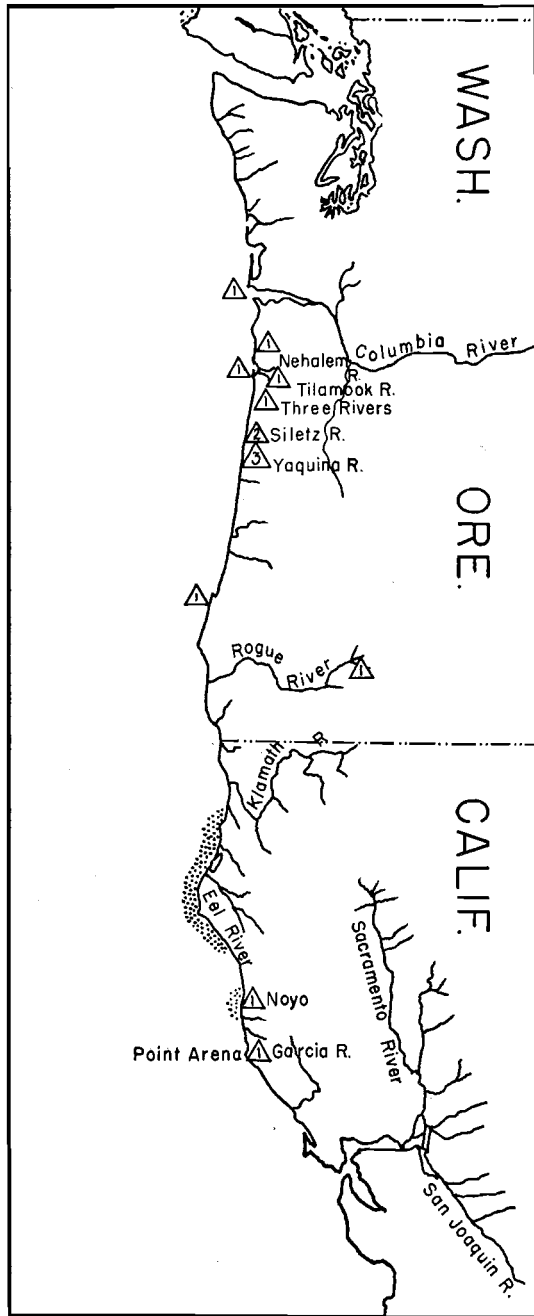 WASH.
1
Columbia
River
1
Nehalem
R.
1
1
Tilamook R.
1
Three Rivers
2
Siletz R.
3
Yaquina R.
ORE.
1
Rogue
River
1
Klamath R
CALIF.
Eel River
Sacramento
River
1
Noyo
Point Arena
1
Garcia R.
San Joaquin R.